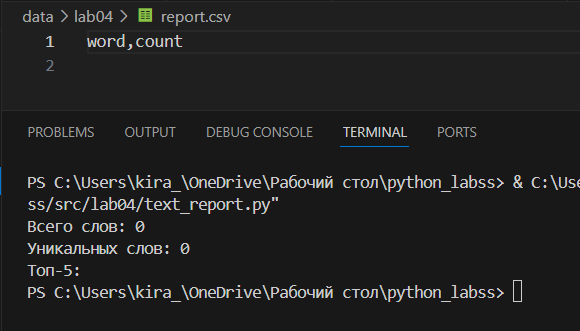 data > lab04 > report.csv
1 word,count
2
PROBLEMS OUTPUT DEBUG CONSOLE TERMINAL PORTS
PS C:\Users\kira_\OneDrive\Рабочий стол\python_labss> & C:\Use
ss/src/lab04/text_report.py"
Всего слов: 0
Уникальных слов: 0
Топ-5:
PS C:\Users\kira_\OneDrive\Рабочий стол\python_labss>